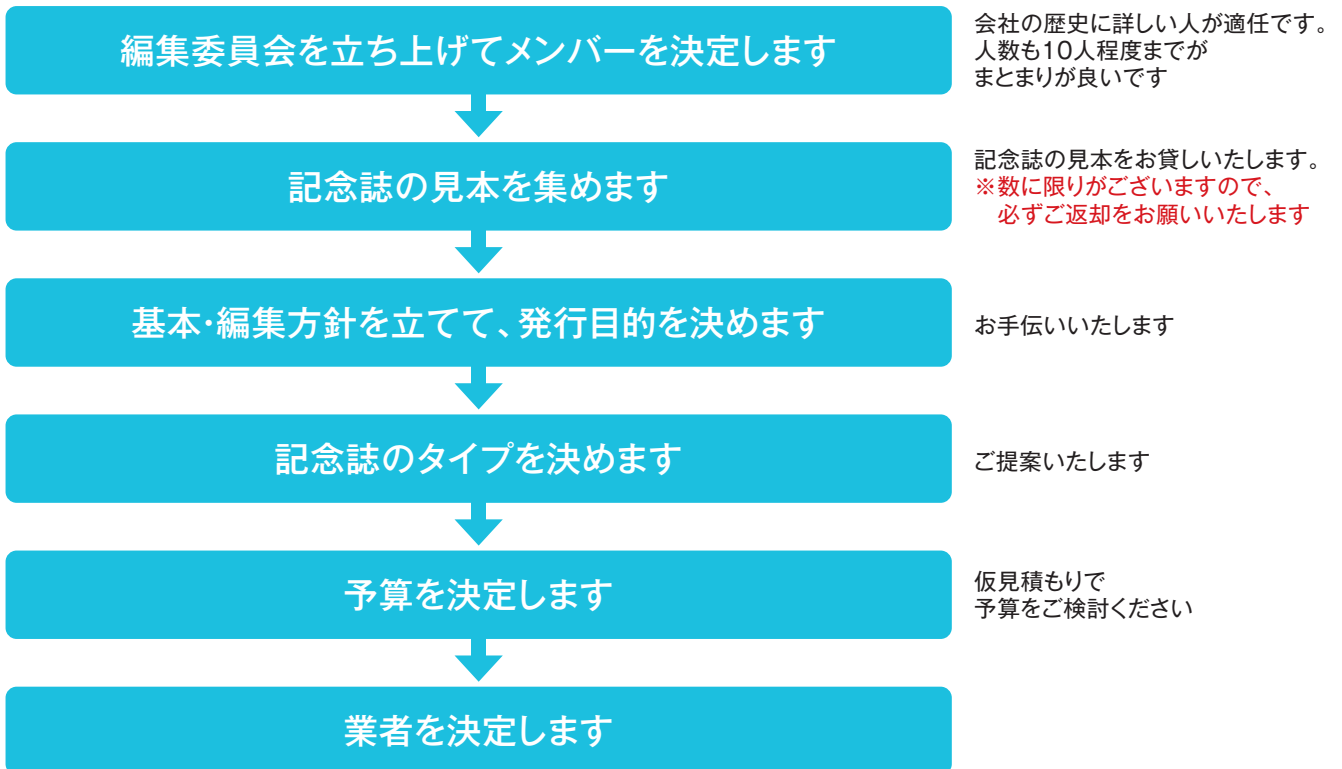 編集委員会を立ち上げてメンバーを決定します
会社の歴史に詳しい人が適任です。
人数も10人程度までが
まとまりが良いです
記念誌の見本を集めます
記念誌の見本をお貸しいたします。
※数に限りがございますので、
必ずご返却をお願いいたします
基本・編集方針を立てて、発行目的を決めます
お手伝いいたします
記念誌のタイプを決めます
ご提案いたします
予算を決定します
仮見積もりで
予算をご検討ください
業者を決定します